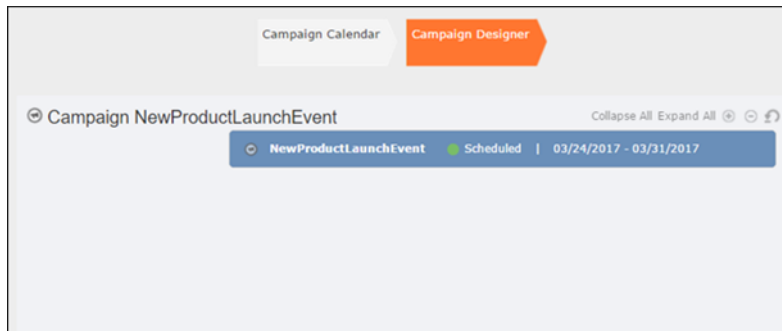 Campaign Calendar
Campaign Designer
Campaign NewProductLaunchEvent
Collapse All Expand All
NewProductLaunchEvent Scheduled | 03/24/2017 - 03/31/2017